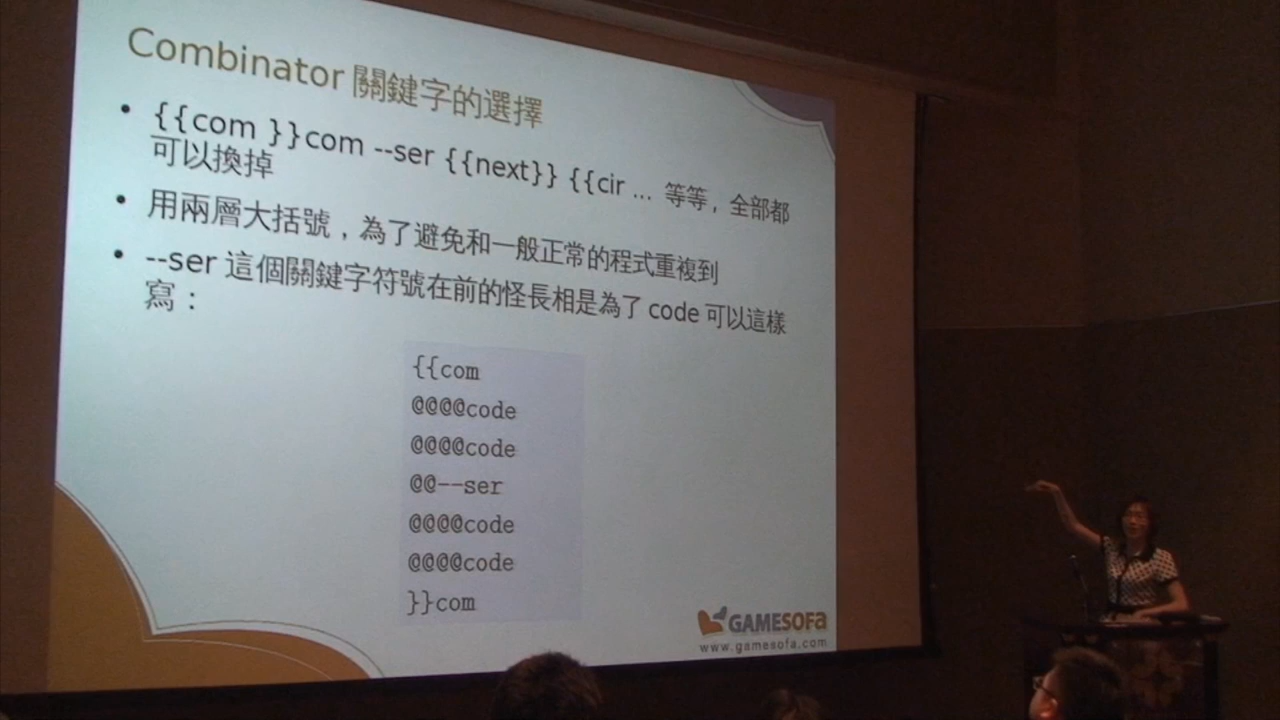 Combinator 關鍵字的選擇
• {{com }}com --ser {{next}} {{cir ... 等等, 全部都
可以換掉
• 用兩層大括號，為了避免和一般正常的程式重複到
• --ser 這個關鍵字符號在前的怪長相是為了 code 可以這樣
寫：
{{com
@@@@code
@@@@code
@@--ser
@@@@code
@@@@code
}}com
GAMESOFA
www.gamesofa.com